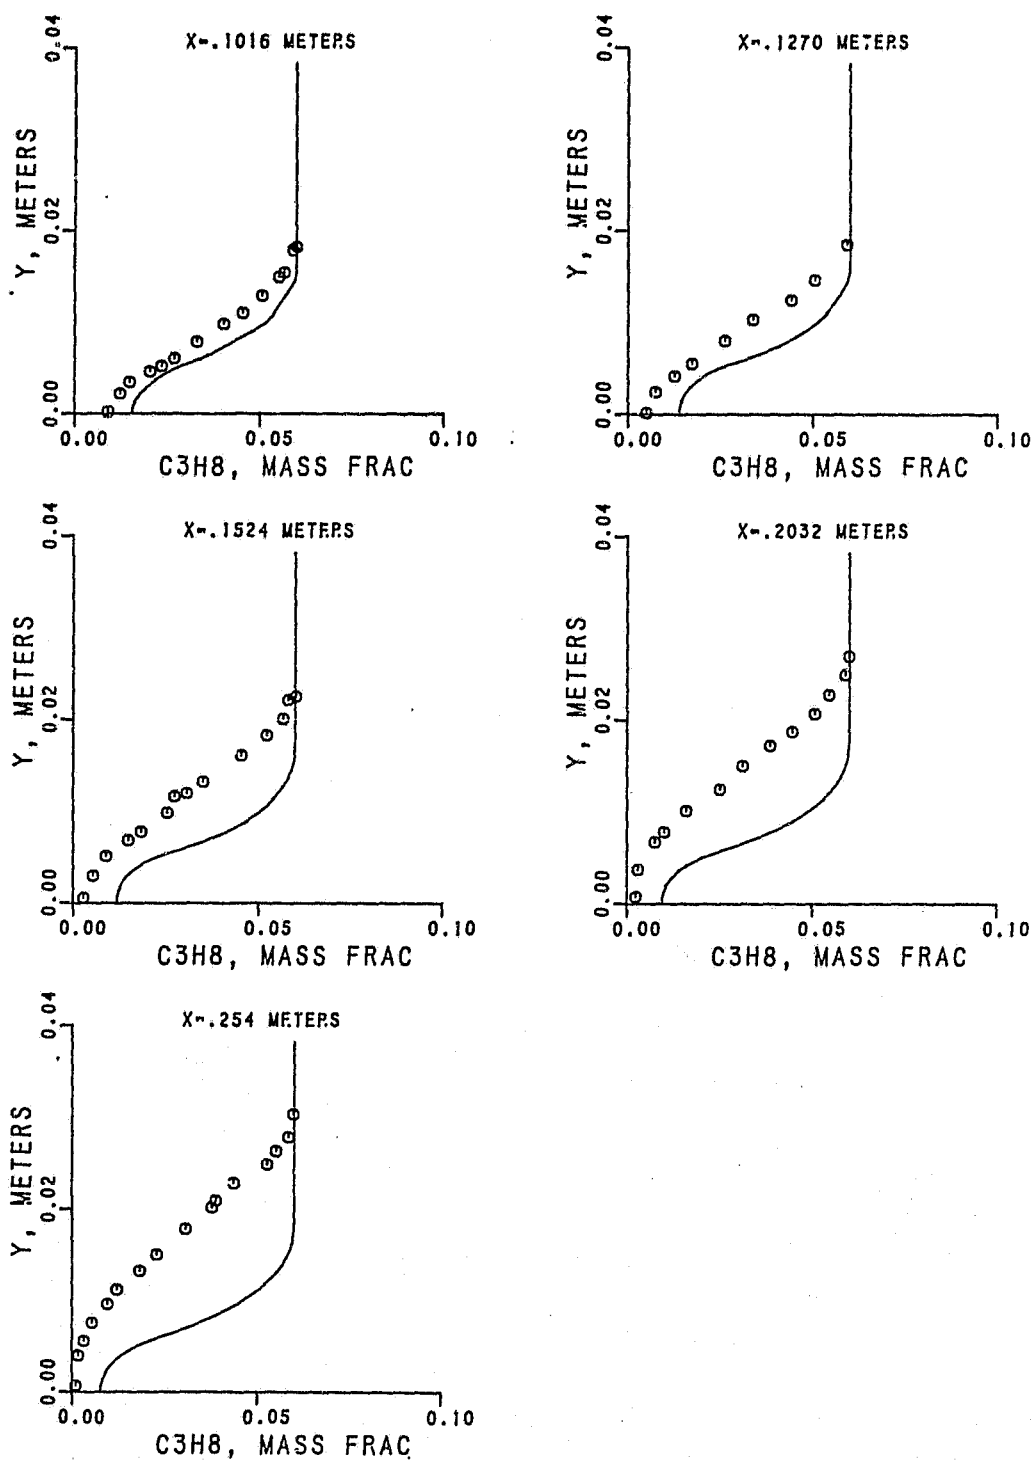 X=.1016 METERS
0.04
0.02
0.00
Y, METERS
0.00 0.05 0.10
C3H8, MASS FRAC
X=.1270 METERS
0.04
0.02
0.00
Y, METERS
0.00 0.05 0.10
C3H8, MASS FRAC
X=.1524 METERS
0.04
0.02
0.00
Y, METERS
0.00 0.05 0.10
C3H8, MASS FRAC
X=.2032 METERS
0.04
0.02
0.00
Y, METERS
0.00 0.05 0.10
C3H8, MASS FRAC
X=.254 METERS
0.04
0.02
0.00
Y, METERS
0.00 0.05 0.10
C3H8, MASS FRAC